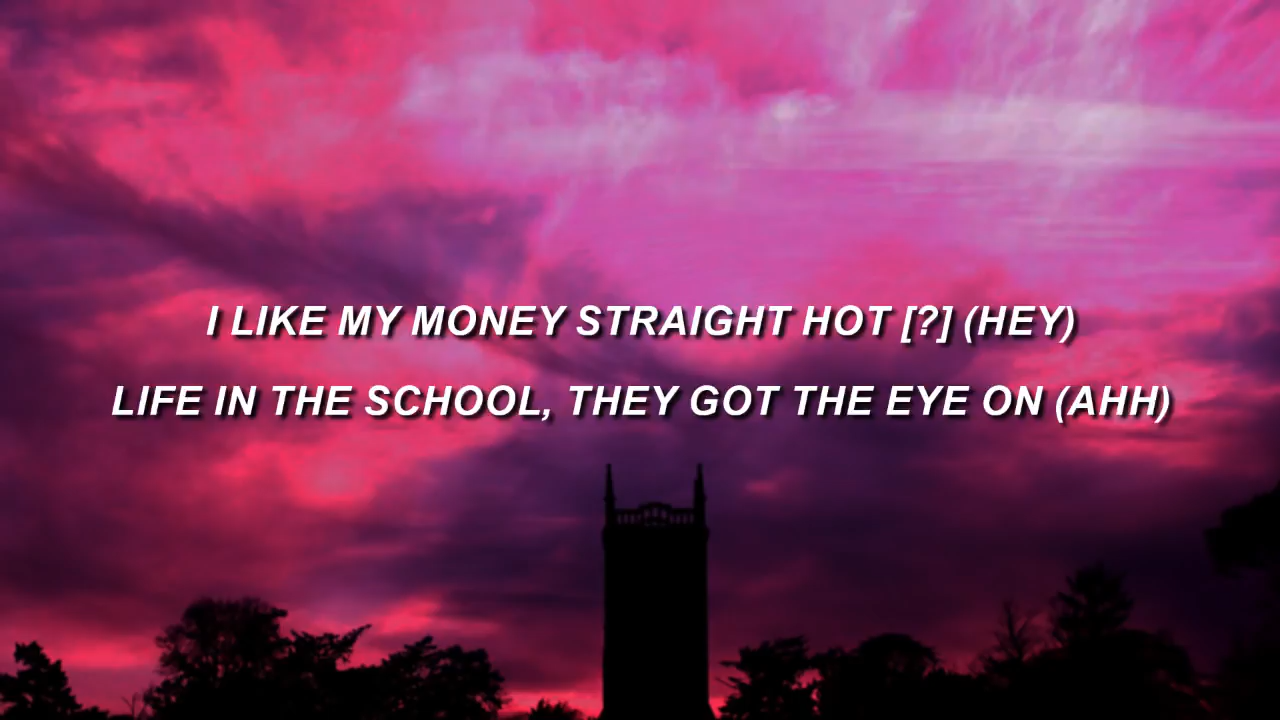 I LIKE MY MONEY STRAIGHT HOT [?] (HEY)
LIFE IN THE SCHOOL, THEY GOT THE EYE ON (AHH)